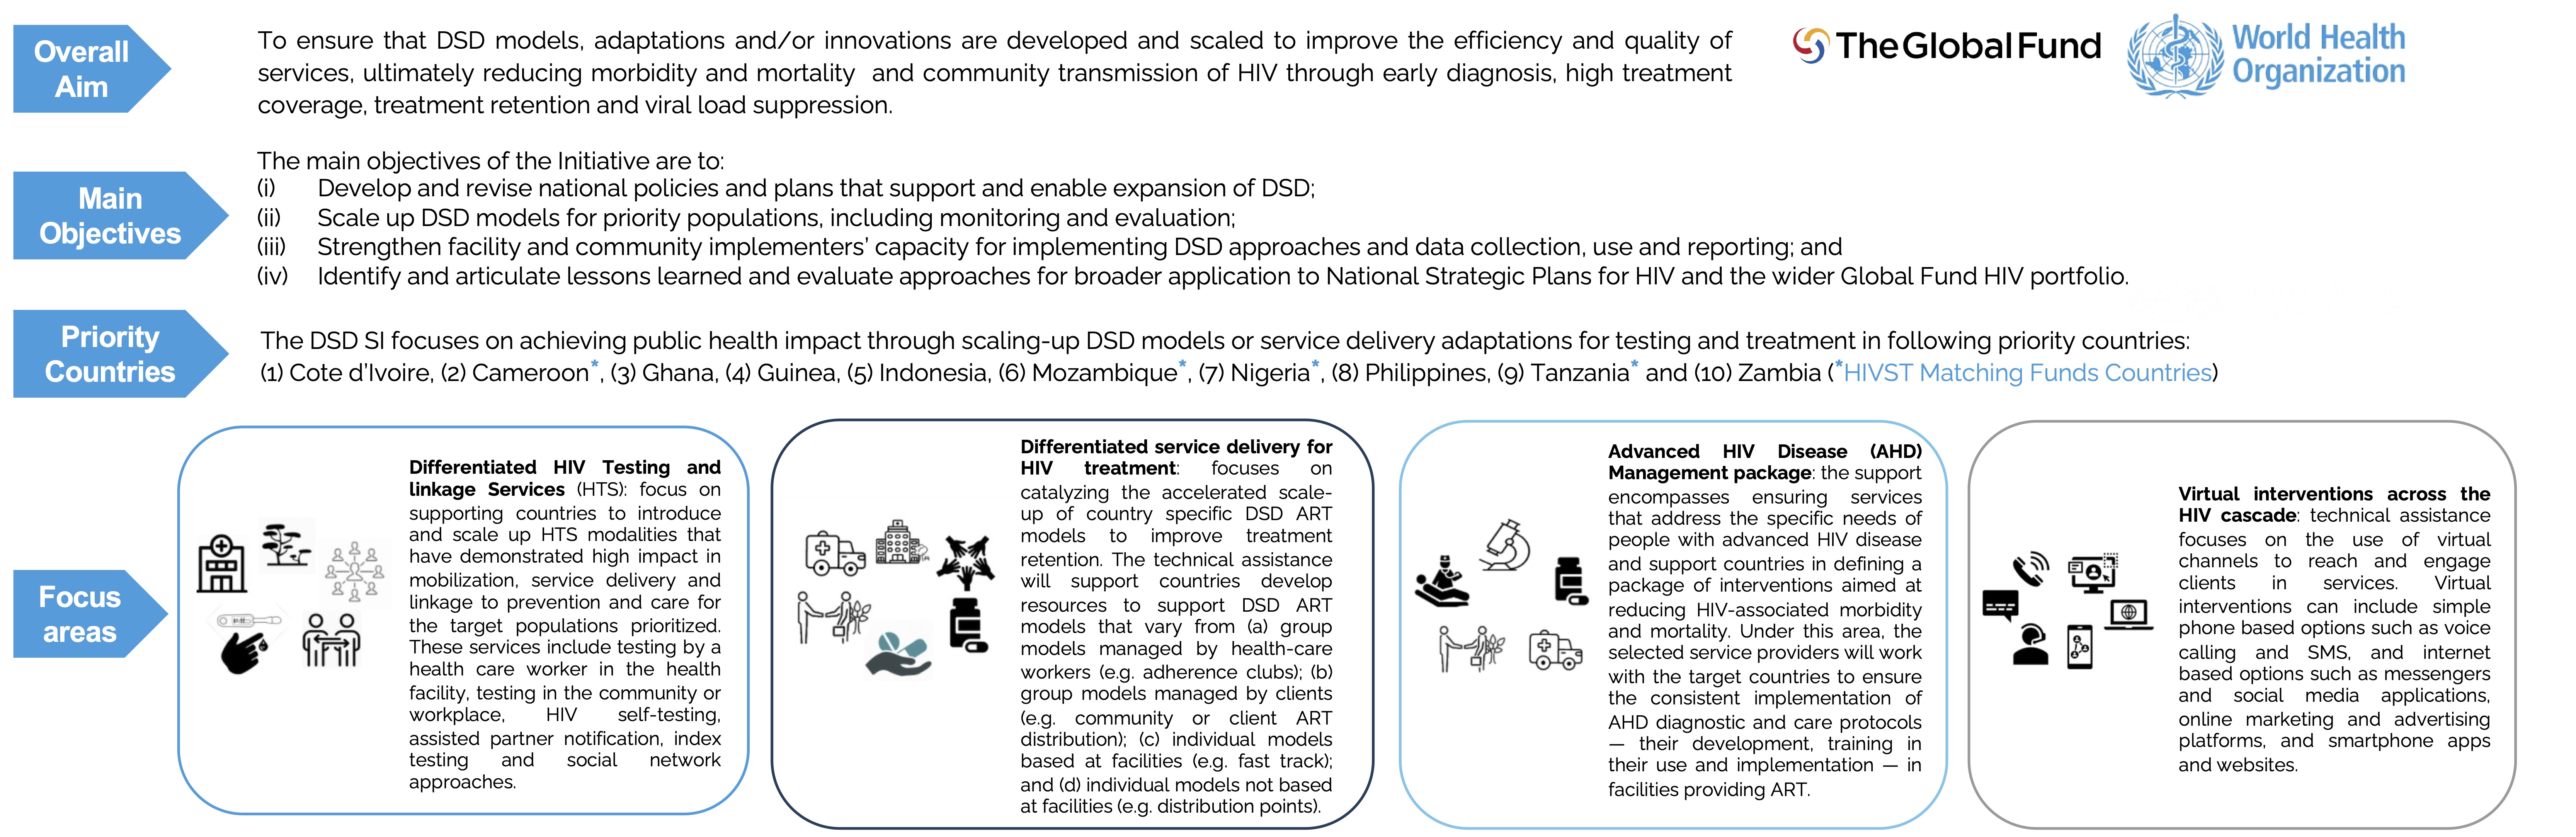 Overall
Aim
To ensure that DSD models, adaptations and/or innovations are developed and scaled to improve the efficiency and quality of
services, ultimately reducing morbidity and mortality and community transmission of HIV through early diagnosis, high treatment
coverage, treatment retention and viral load suppression.
The Global Fund
World Health
Organization
Main
Objectives
The main objectives of the Initiative are to:
(i) Develop and revise national policies and plans that support and enable expansion of DSD;
(ii) Scale up DSD models for priority populations, including monitoring and evaluation;
(iii) Strengthen facility and community implementers’ capacity for implementing DSD approaches and data collection, use and reporting; and
(iv) Identify and articulate lessons learned and evaluate approaches for broader application to National Strategic Plans for HIV and the wider Global Fund HIV portfolio.
Priority
Countries
The DSD SI focuses on achieving public health impact through scaling-up DSD models or service delivery adaptations for testing and treatment in following priority countries:
(1) Cote d’Ivoire, (2) Cameroon*, (3) Ghana, (4) Guinea, (5) Indonesia, (6) Mozambique*, (7) Nigeria*, (8) Philippines, (9) Tanzania* and (10) Zambia (*HIVST Matching Funds Countries)
Focus
areas
Differentiated HIV Testing and
linkage Services (HTS): focus on
supporting countries to introduce
and scale up HTS modalities that
have demonstrated high impact in
mobilization, service delivery and
linkage to prevention and care for
the target populations prioritized.
These services include testing by a
health care worker in the health
facility, testing in the community or
workplace, HIV self-testing,
assisted partner notification, index
testing and social network
approaches.
Differentiated service delivery for
HIV treatment: focuses on
catalyzing the accelerated scale-
up of country specific DSD ART
models to improve treatment
retention. The technical assistance
will support countries develop
resources to support DSD ART
models that vary from (a) group
models managed by health-care
workers (e.g. adherence clubs); (b)
group models managed by clients
(e.g. community or client ART
distribution); (c) individual models
based at facilities (e.g. fast track);
and (d) individual models not based
at facilities (e.g. distribution points).
Advanced HIV Disease (AHD)
Management package: the support
encompasses ensuring services
that address the specific needs of
people with advanced HIV disease
and support countries in defining a
package of interventions aimed at
reducing HIV-associated morbidity
and mortality. Under this area, the
selected service providers will work
with the target countries to ensure
the consistent implementation of
AHD diagnostic and care protocols
— their development, training in
their use and implementation — in
facilities providing ART.
Virtual interventions across the
HIV cascade: technical assistance
focuses on the use of virtual
channels to reach and engage
clients in services. Virtual
interventions can include simple
phone based options such as voice
calling and SMS, and internet
based options such as messengers
and social media applications,
online marketing and advertising
platforms, and smartphone apps
and websites.